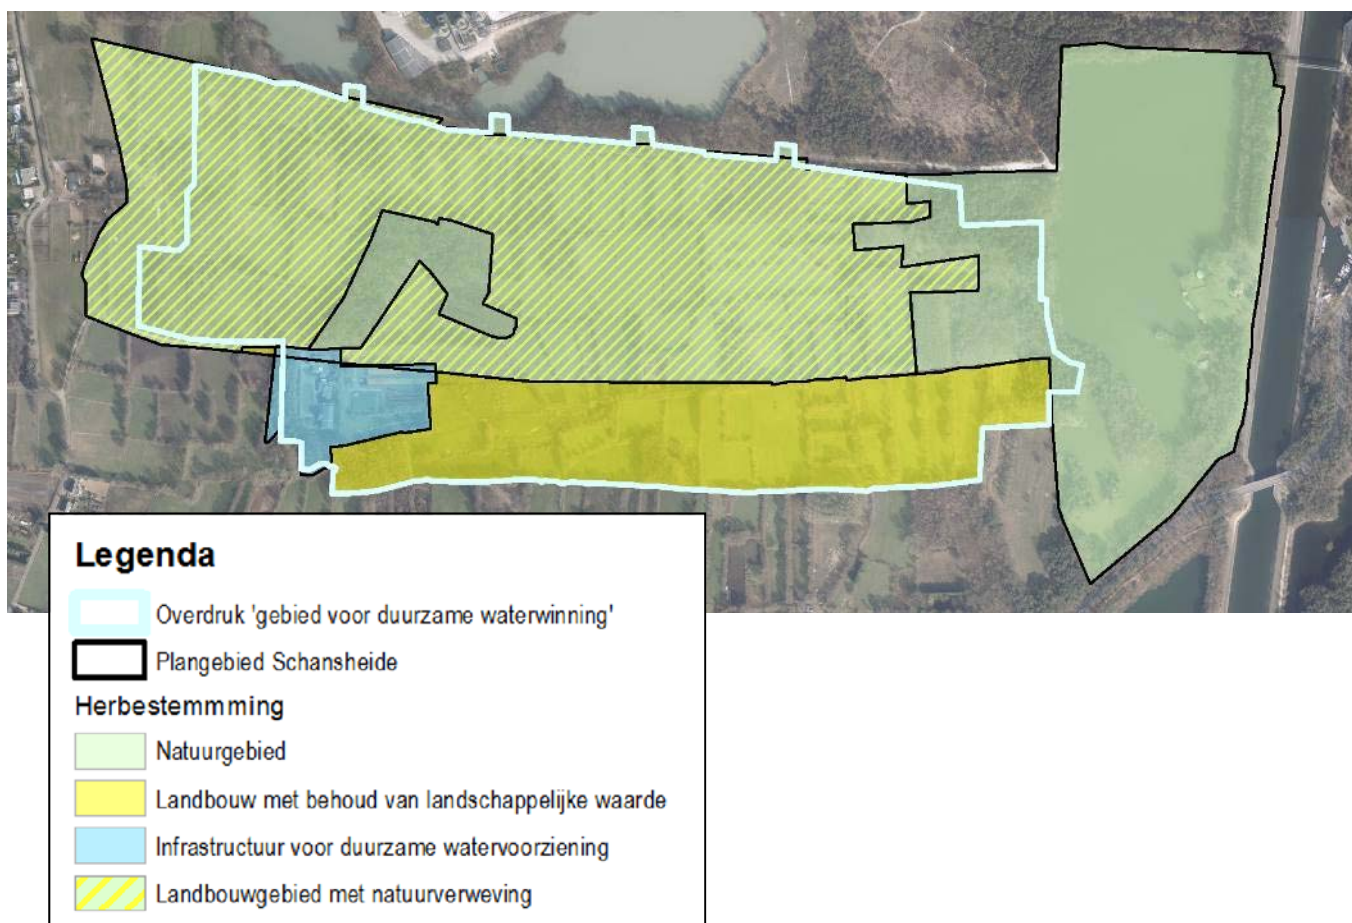 Legenda
Overdruk 'gebied voor duurzame waterwinning'
Plangebied Schansheide
Herbestemmming
Natuurgebied
Landbouw met behoud van landschappelijke waarde
Infrastructuur voor duurzame watervoorziening
Landbouwgebied met natuurverweving